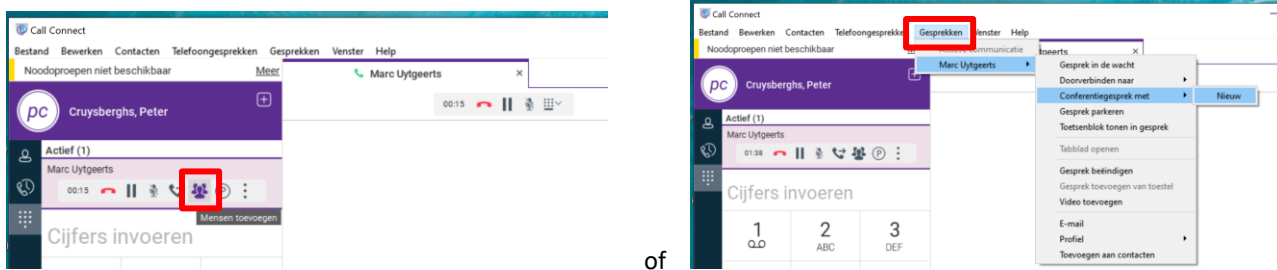 Call Connect
Bestand Bewerken Contacten Telefoongesprekken Gesprekken Venster Help
Noodoproepen niet beschikbaar Meer
Marc Uytgeerts ×
pc Cruysberghs, Peter
00:15
Actief (1)
Marc Uytgeerts
00:15 P
Mensen toevoegen
Cijfers invoeren
of
Call Connect
Bestand Bewerken Contacten Telefoongesprekken Gesprekken Venster Help
Noodoproepen niet beschikbaar
Marc Uytgeerts
pc Cruysberghs, Peter
Actief (1)
Marc Uytgeerts
01:38 P
Cijfers invoeren
1 2 3
ABC DEF
Gesprek in de wacht
Doorverbinden naar
Conferentiegesprek met Nieuw
Gesprek parkeren
Toetsenblok tonen in gesprek
Tabblad openen
Gesprek beëindigen
Gesprek toevoegen van toestel
Video toevoegen
E-mail
Profiel
Toevoegen aan contacten